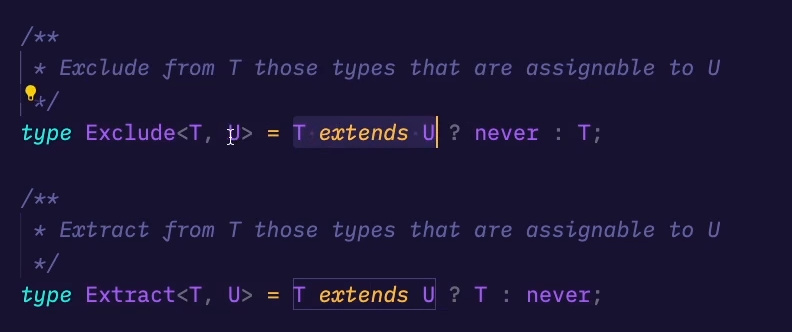 /**
 * Exclude from T those types that are assignable to U
 */
type Exclude<T, U> = T extends U ? never : T;
/**
 * Extract from T those types that are assignable to U
 */
type Extract<T, U> = T extends U ? T : never;